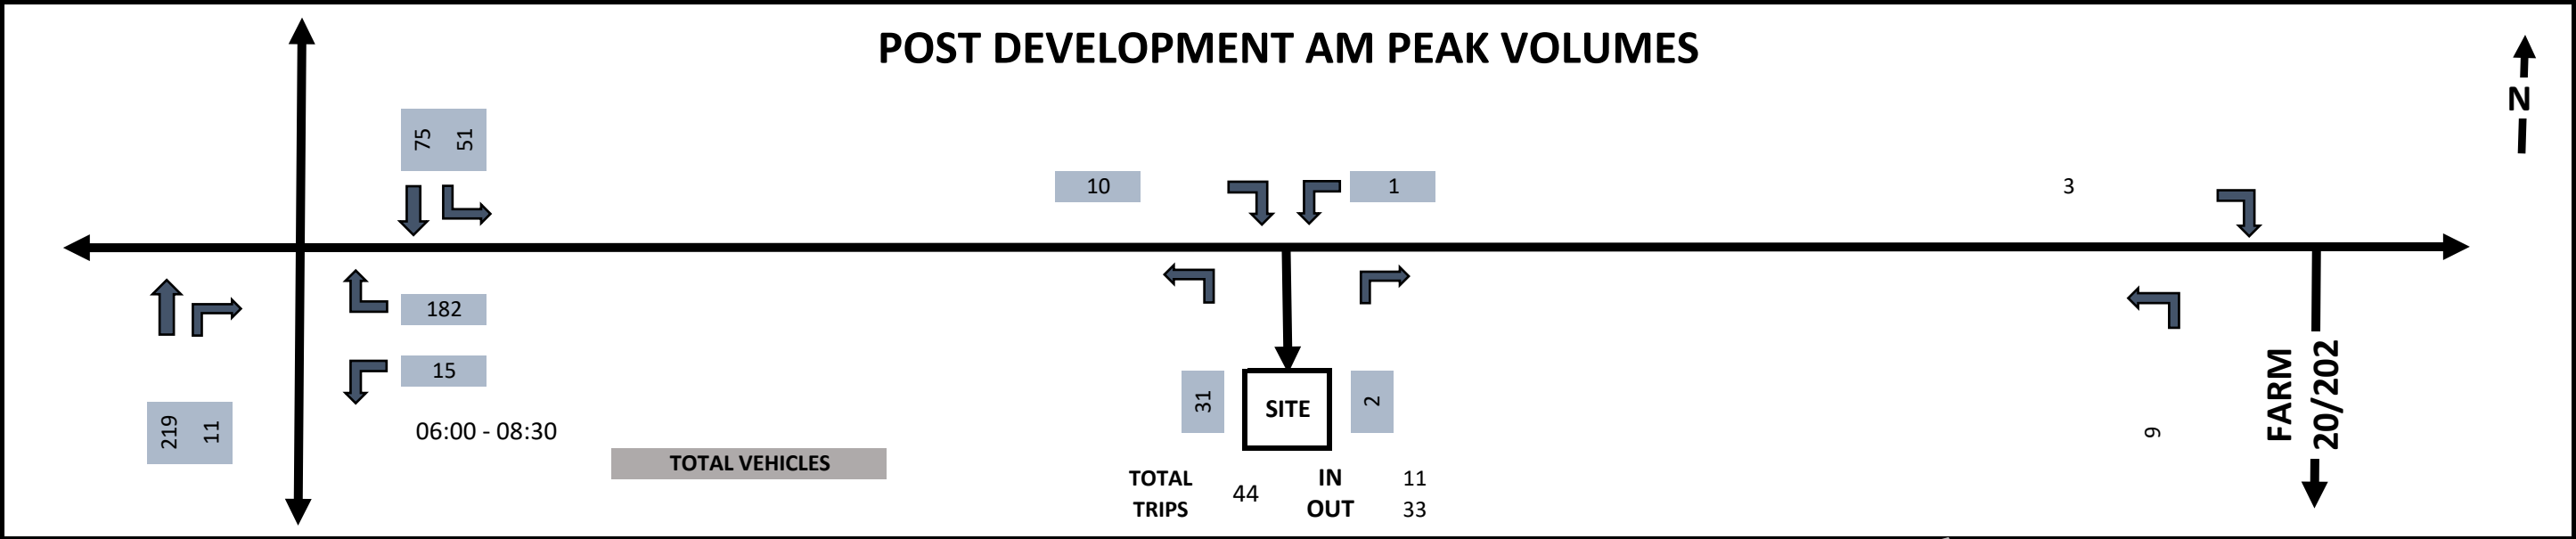 POST DEVELOPMENT AM PEAK VOLUMES
N
75
51
10
1
3
182
15
219
11
06:00 - 08:30
TOTAL VEHICLES
31
SITE
2
9
FARM
20/202
TOTAL TRIPS 44 IN 11
OUT 33